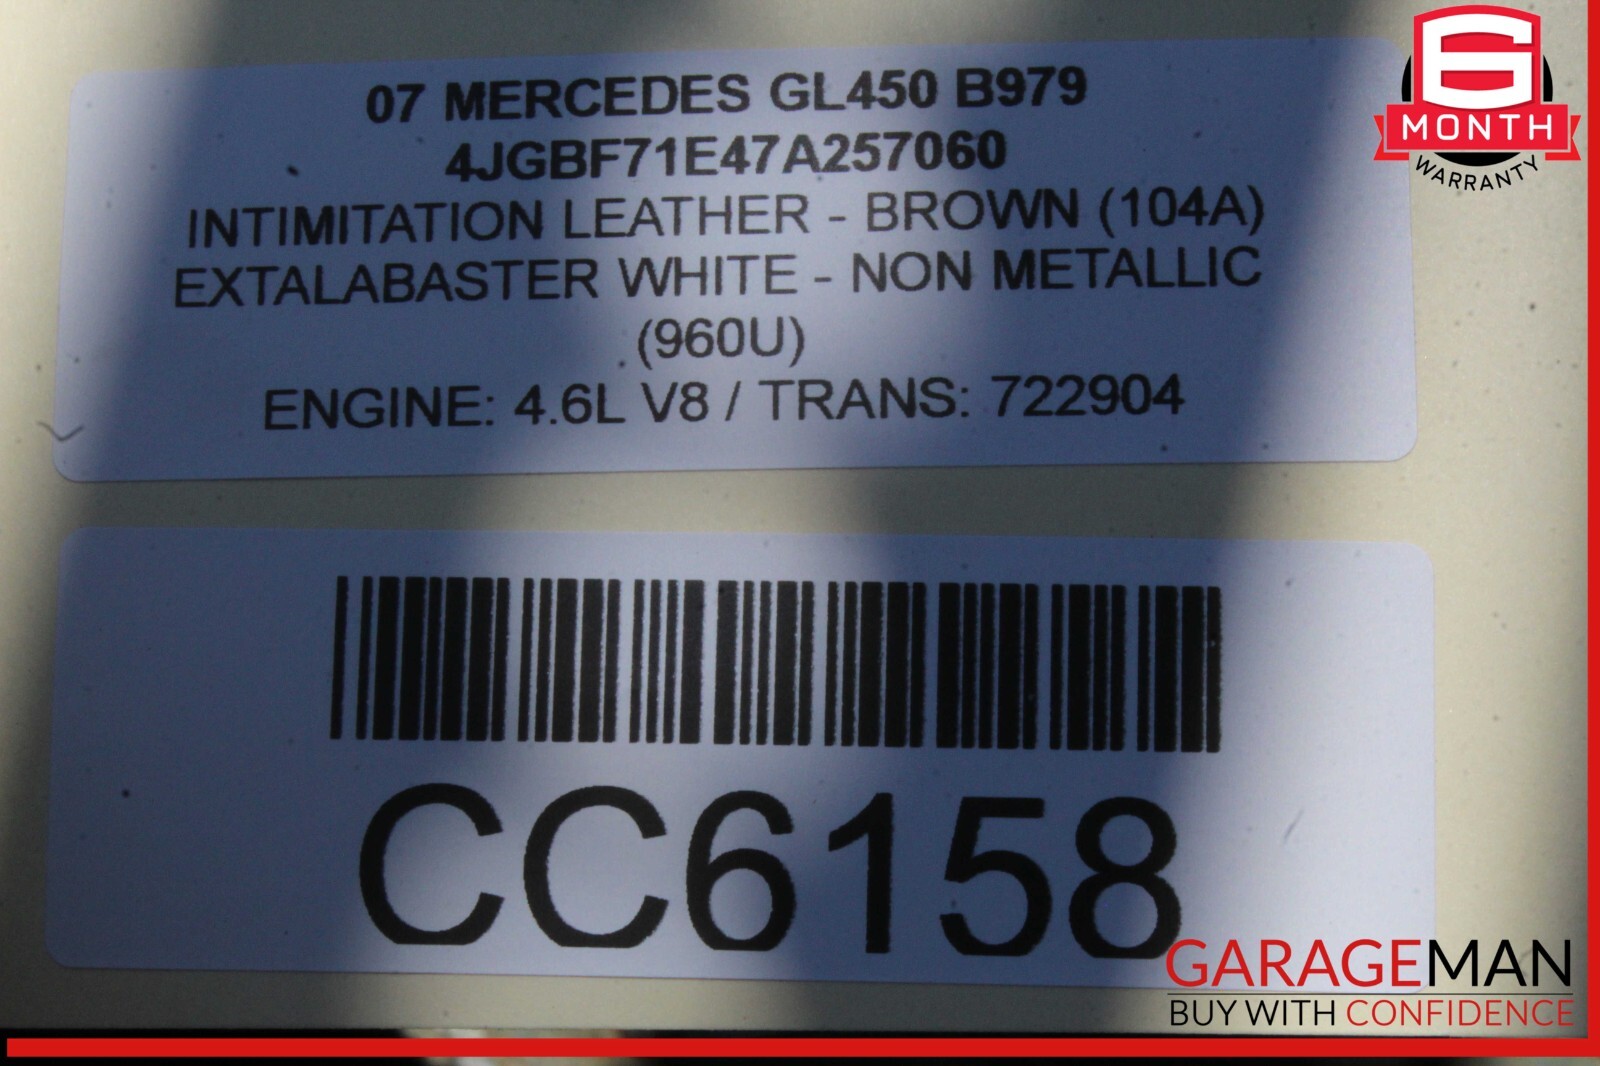 07 MERCEDES GL450 B979
4JGBF71E47A257060
INTIMITATION LEATHER - BROWN (104A)
EXTALABASTER WHITE - NON METALLIC
(960U)
ENGINE: 4.6L V8 / TRANS: 722904
CC6158
6
MONTH
WARRANTY
GARAGEMAN
BUY WITH CONFIDENCE